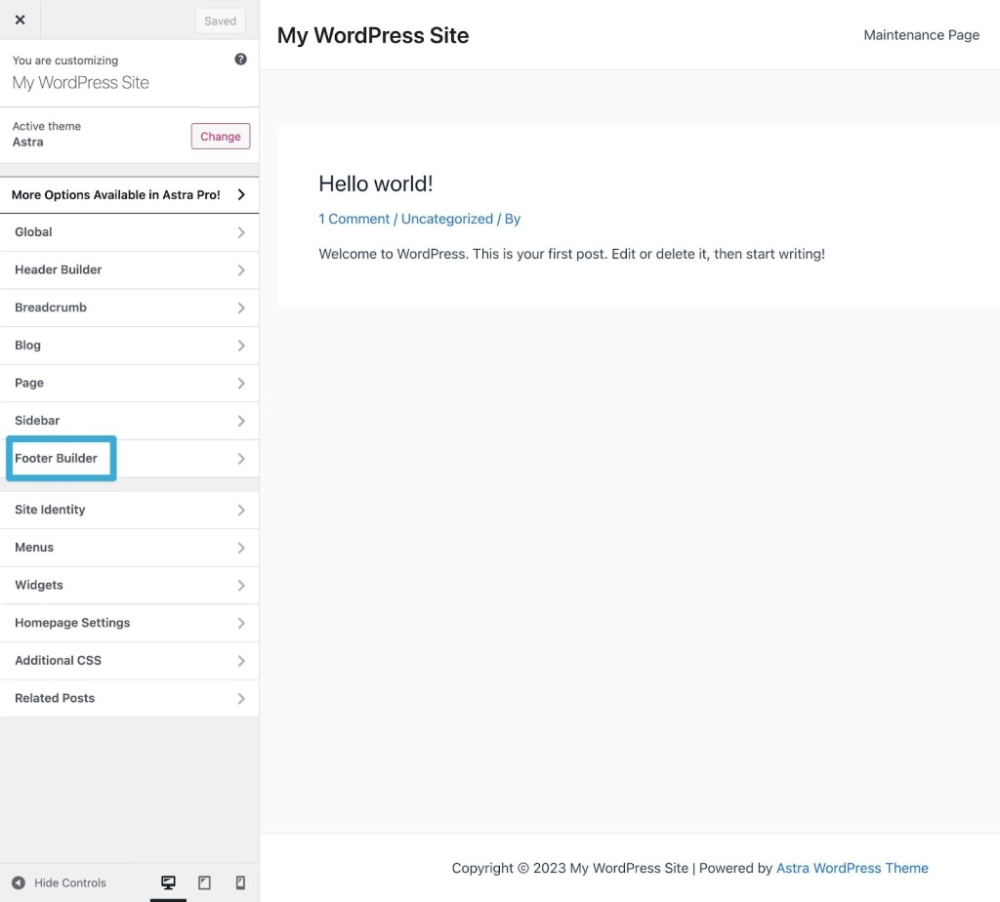 Saved
You are customizing
My WordPress Site
Active theme
Astra
Change
More Options Available in Astra Pro!
Global
Header Builder
Breadcrumb
Blog
Page
Sidebar
Footer Builder
Site Identity
Menus
Widgets
Homepage Settings
Additional CSS
Related Posts
Hide Controls
My WordPress Site
Maintenance Page
Hello world!
1 Comment / Uncategorized / By
Welcome to WordPress. This is your first post. Edit or delete it, then start writing!
Copyright © 2023 My WordPress Site | Powered by Astra WordPress Theme